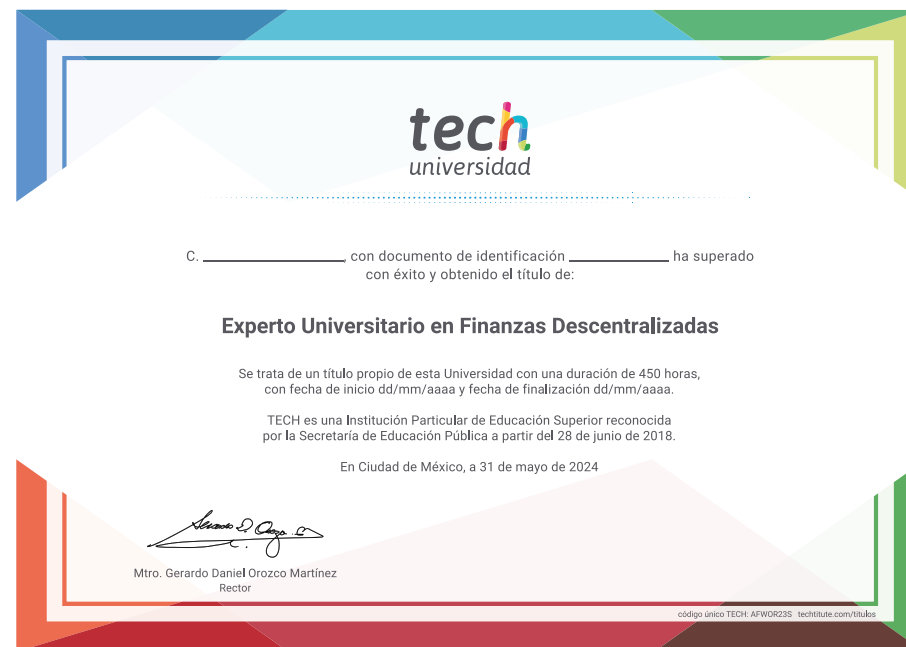 tech
universidad
C. ____________, con documento de identificación ____________ ha superado
con éxito y obtenido el título de:
Experto Universitario en Finanzas Descentralizadas
Se trata de un título propio de esta Universidad con una duración de 450 horas,
con fecha de inicio dd/mm/aaaa y fecha de finalización dd/mm/aaaa.
TECH es una Institución Particular de Educación Superior reconocida
por la Secretaría de Educación Pública a partir del 28 de junio de 2018.
En Ciudad de México, a 31 de mayo de 2024
Mtro. Gerardo Daniel Orozco Martínez
Rector
código único TECH: AFWOR23S techtitute.com/titulos